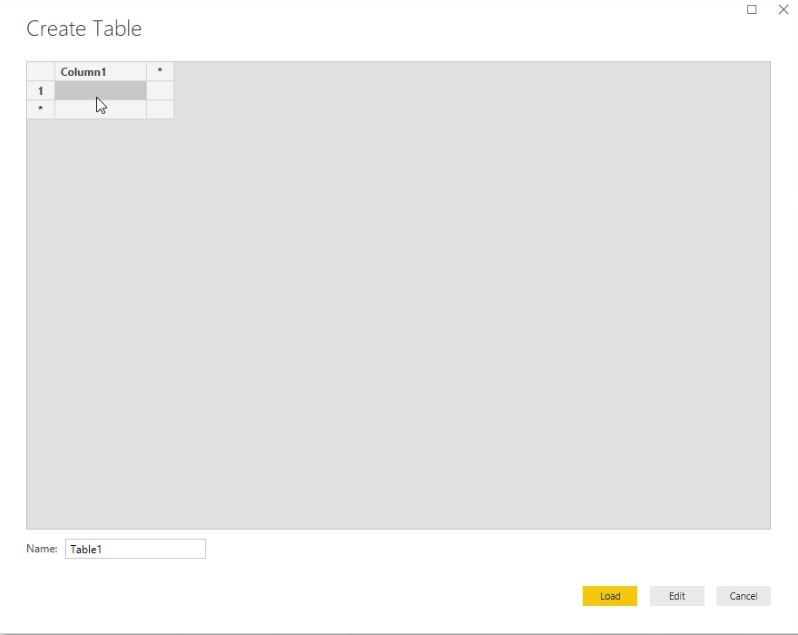 Create Table
Column1 *
1
*
Name: Table1
Load Edit Cancel